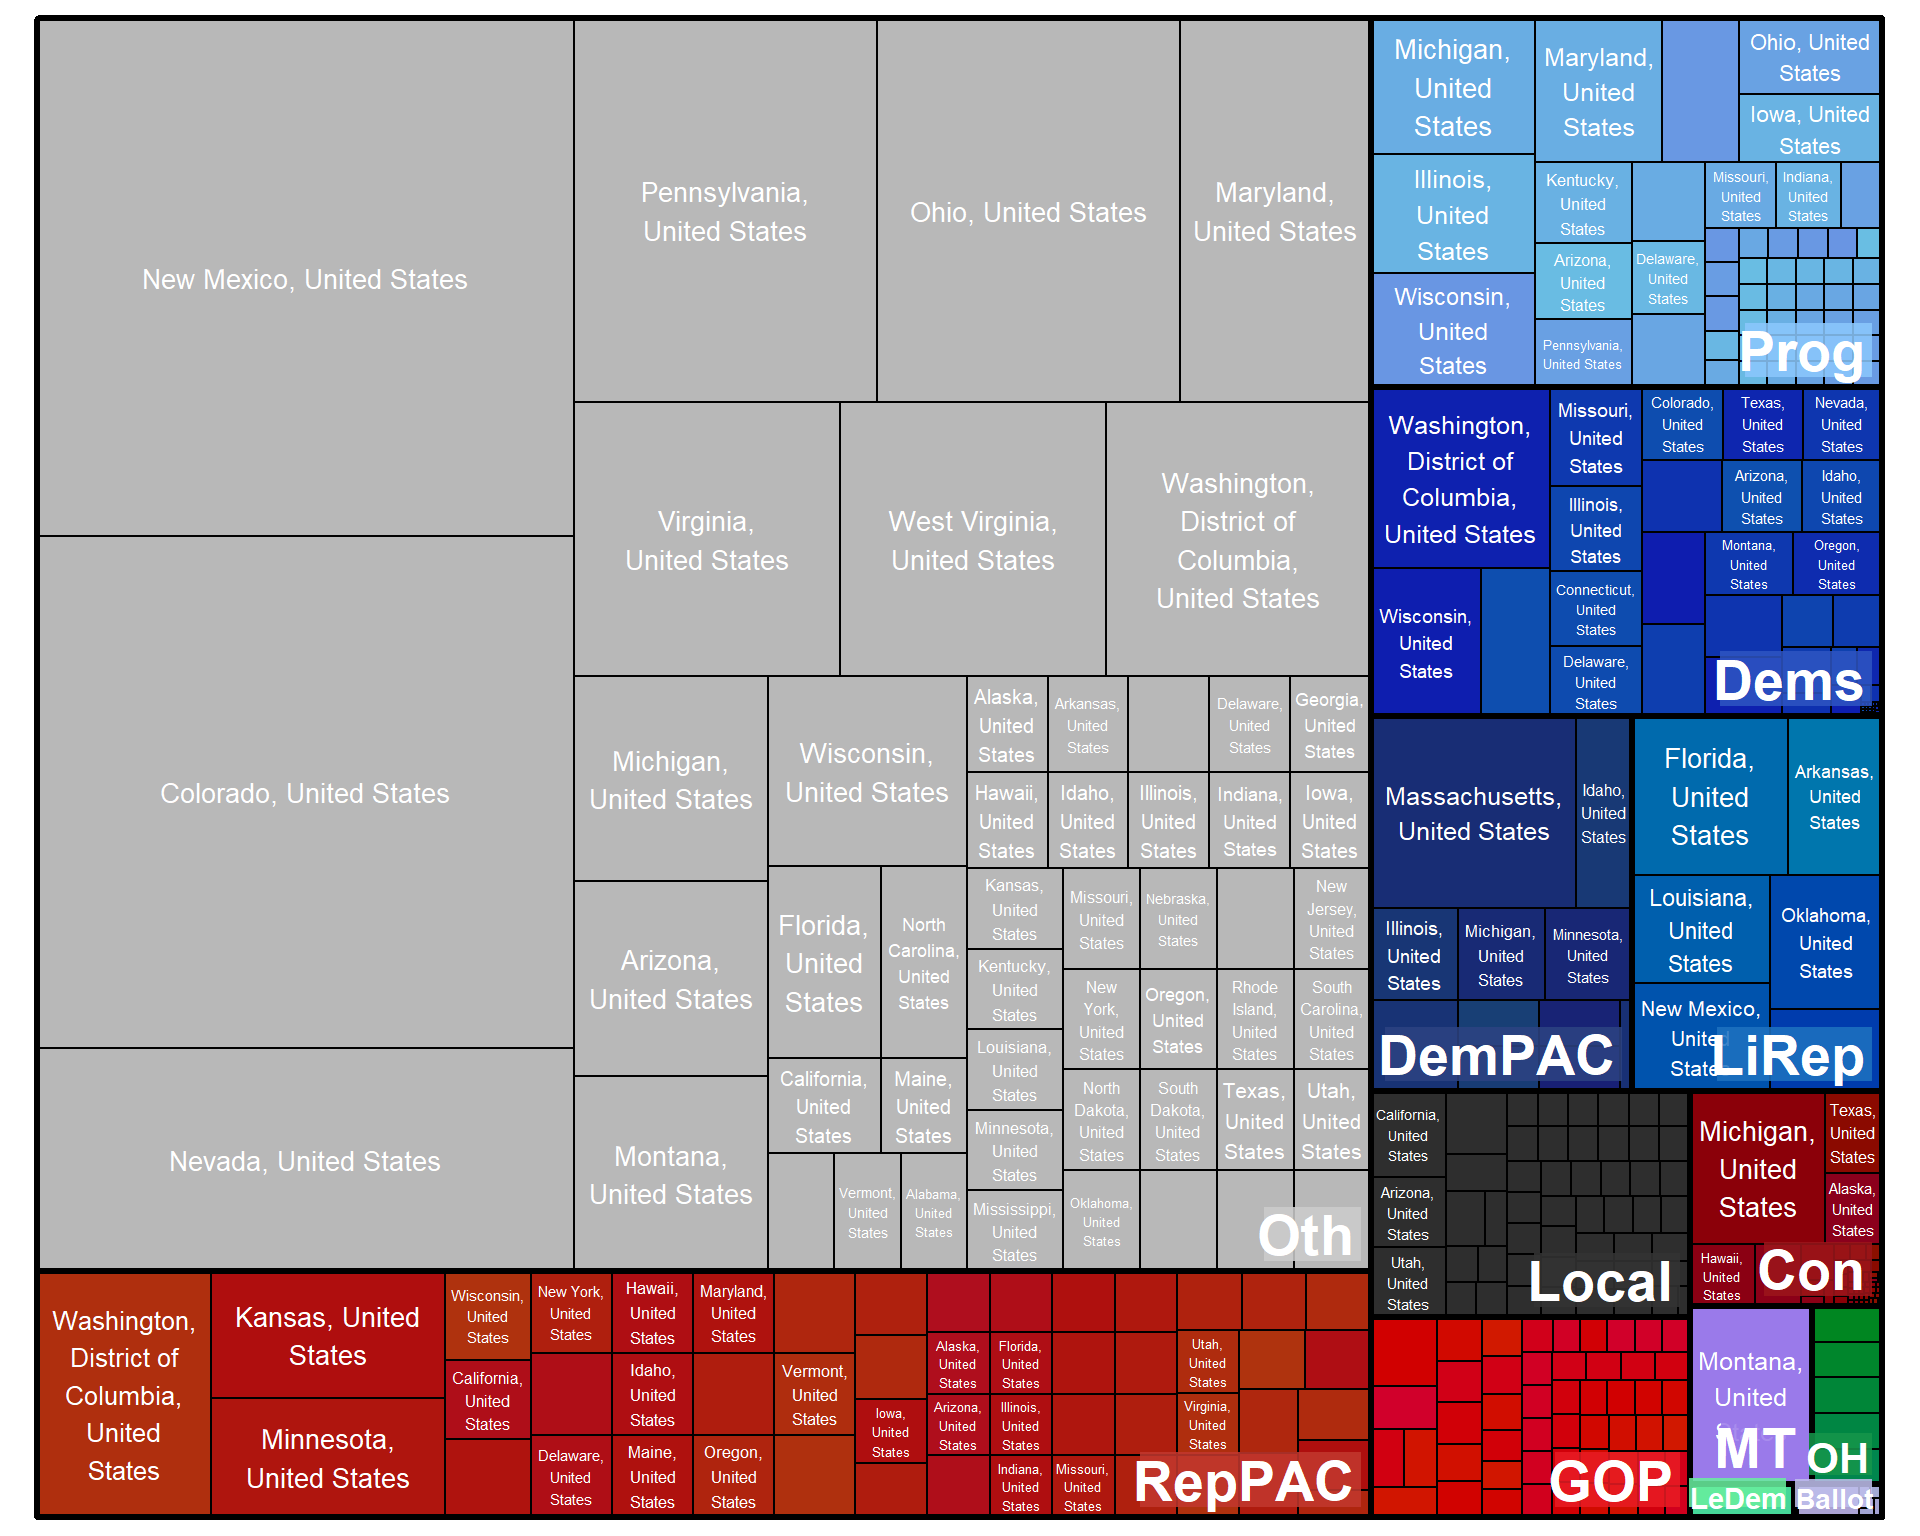 New Mexico, United States
Colorado, United States
Nevada, United States
Pennsylvania,
United States
Ohio, United States
Maryland,
United States
Virginia,
United States
West Virginia,
United States
Washington,
District of
Columbia,
United States
Michigan,
United States
Arizona,
United States
Montana,
United States
Wisconsin,
United States
Florida,
United
States
North
Carolina,
United
States
California,
United
States
Maine,
United
States
Vermont,
United
States
Alabama,
United
States
Alaska,
United
States
Arkansas,
United
States
Delaware,
United
States
Georgia,
United
States
Hawaii,
United
States
Idaho,
United
States
Illinois,
United
States
Indiana,
United
States
Iowa,
United
States
Kansas,
United
States
Kentucky,
United
States
Louisiana,
United
States
Minnesota,
United
States
Mississippi,
United
States
Missouri,
United
States
Nebraska,
United
States
New
Jersey,
United
States
New
York,
United
States
Oregon,
United
States
Rhode
Island,
United
States
South
Carolina,
United
States
North
Dakota,
United
States
South
Dakota,
United
States
Texas,
United
States
Utah,
United
States
Oklahoma,
United
States
Oth
Michigan,
United
States
Illinois,
United
States
Wisconsin,
United
States
Maryland,
United
States
Ohio, United
States
Iowa, United
States
Kentucky,
United
States
Arizona,
United
States
Pennsylvania,
United States
Delaware,
United
States
Missouri,
United
States
Indiana,
United
States
Prog
Washington,
District of
Columbia,
United States
Wisconsin,
United
States
Missouri,
United
States
Illinois,
United
States
Connecticut,
United
States
Delaware,
United
States
Colorado,
United
States
Texas,
United
States
Nevada,
United
States
Arizona,
United
States
Idaho,
United
States
Montana,
United
States
Oregon,
United
States
Dems
Massachusetts,
United States
Idaho,
United
States
Illinois,
United
States
Michigan,
United
States
Minnesota,
United
States
DemPAC
Florida,
United
States
Arkansas,
United
States
Louisiana,
United
States
Oklahoma,
United
States
New Mexico,
United
States
LiRep
California,
United
States
Arizona,
United
States
Utah,
United
States
Local
Michigan,
United
States
Texas,
United
States
Alaska,
United
States
Hawaii,
United
States
Con
Washington,
District of
Columbia,
United
States
Kansas, United
States
Minnesota,
United States
Wisconsin,
United
States
California,
United
States
New York,
United
States
Delaware,
United
States
Hawaii,
United
States
Idaho,
United
States
Maine,
United
States
Maryland,
United
States
Oregon,
United
States
Vermont,
United
States
Iowa,
United
States
Alaska,
United
States
Arizona,
United
States
Florida,
United
States
Illinois,
United
States
Indiana,
United
States
Missouri,
United
States
Utah,
United
States
Virginia,
United
States
RepPAC
GOP
Montana,
United
States
MT
OH
LeDem
Ballot